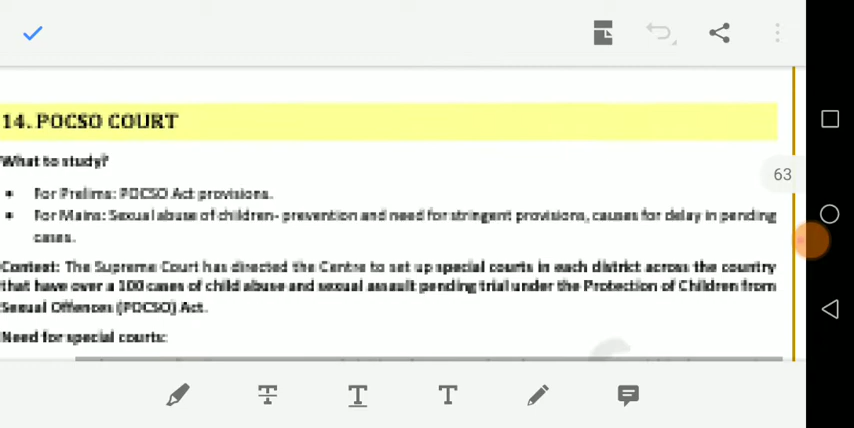 14. POCSO COURT
What to study?
• For Prelims: POCSO Act provisions.
63
• For Mains: Sexual abuse of children- prevention and need for stringent provisions, causes for delay in pending
cases.
Context: The Supreme Court has directed the Centre to set up special courts in each district across the country
that have over a 100 cases of child abuse and sexual assault pending trial under the Protection of Children from
Sexual Offences (POCSO) Act.
Need for special courts:
T T T